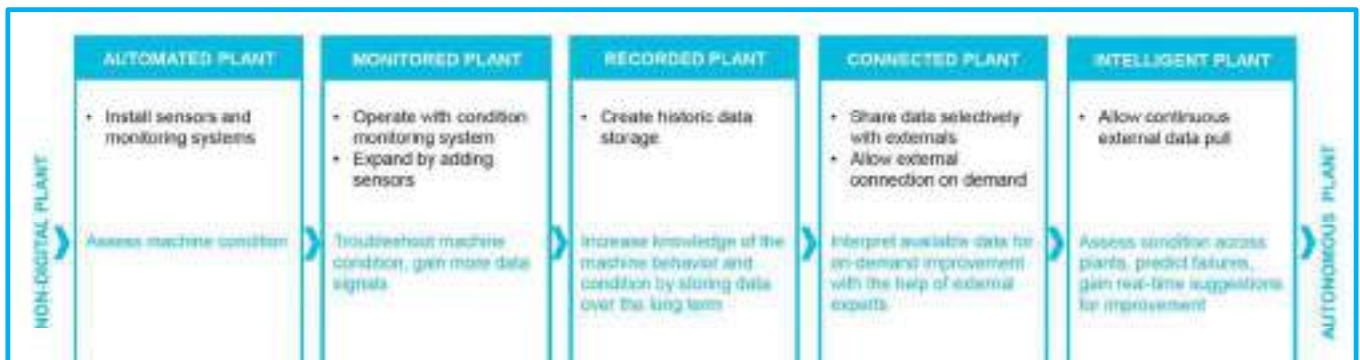 NON-DIGITAL PLANT
AUTOMATED PLANT
• Install sensors and
monitoring systems
Assess machine condition
MONITORED PLANT
• Operate with condition
monitoring system
• Expand by adding
sensors
Troubleshoot machine
condition, gain more data
signals
RECORDED PLANT
• Create historic data
storage
Increase knowledge of the
machine behavior and
condition by storing data
over the long term
CONNECTED PLANT
• Share data selectively
with externals
• Allow external
connection on demand
Interpret available data for
on-demand improvement
with the help of external
experts
INTELLIGENT PLANT
• Allow continuous
external data pull
Assess condition across
plants, predict failures,
gain real-time suggestions
for improvement
AUTONOMOUS PLANT